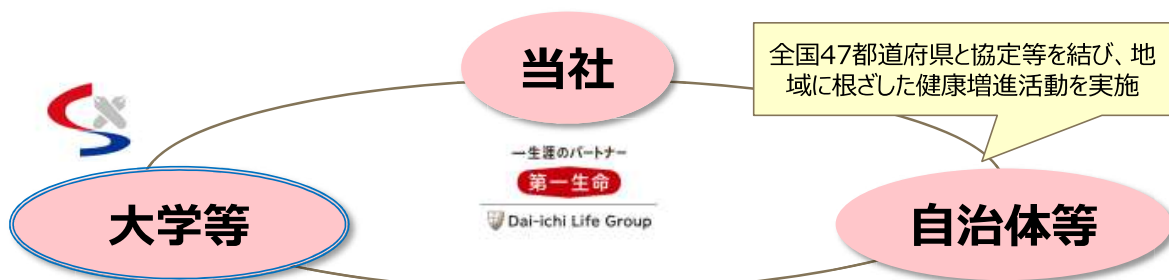 当社
全国47都道府県と協定等を結び、地
域に根ざした健康増進活動を実施
一生涯のパートナー
第一生命
Dai-ichi Life Group
大学等
自治体等